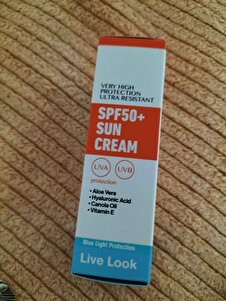 VERY HIGH
PROTECTION
ULTRA RESISTANT
SPF50+
SUN
CREAM
UVA UVB
protection
• Aloe Vera
• Hyaluronic Acid
• Canola Oil
• Vitamin E
Blue Light Protection
Live Look